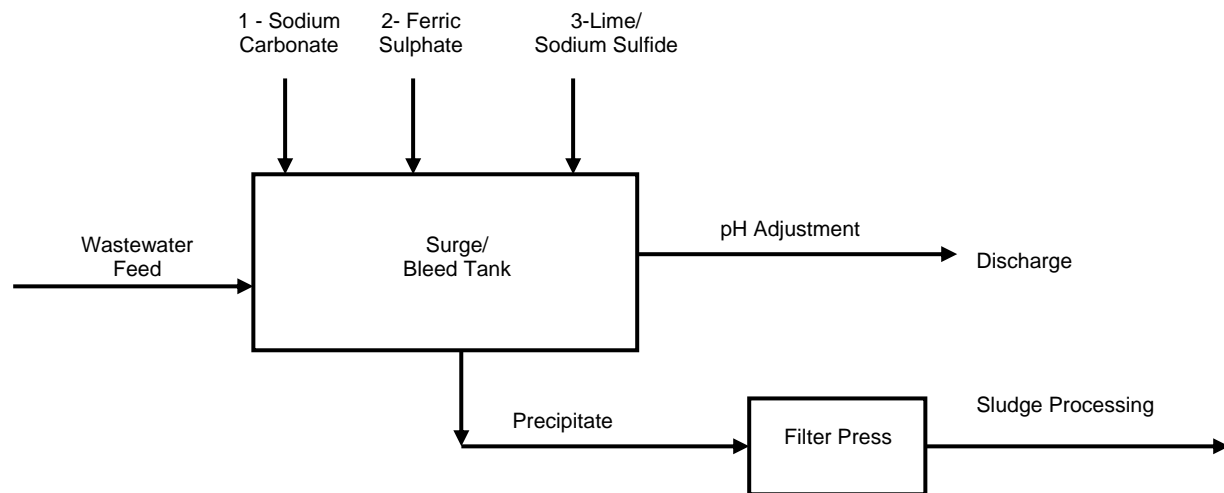 1 - Sodium
Carbonate
2- Ferric
Sulphate
3-Lime/
Sodium Sulfide
Wastewater
Feed
Surge/
Bleed Tank
pH Adjustment
Discharge
Precipitate
Filter Press
Sludge Processing